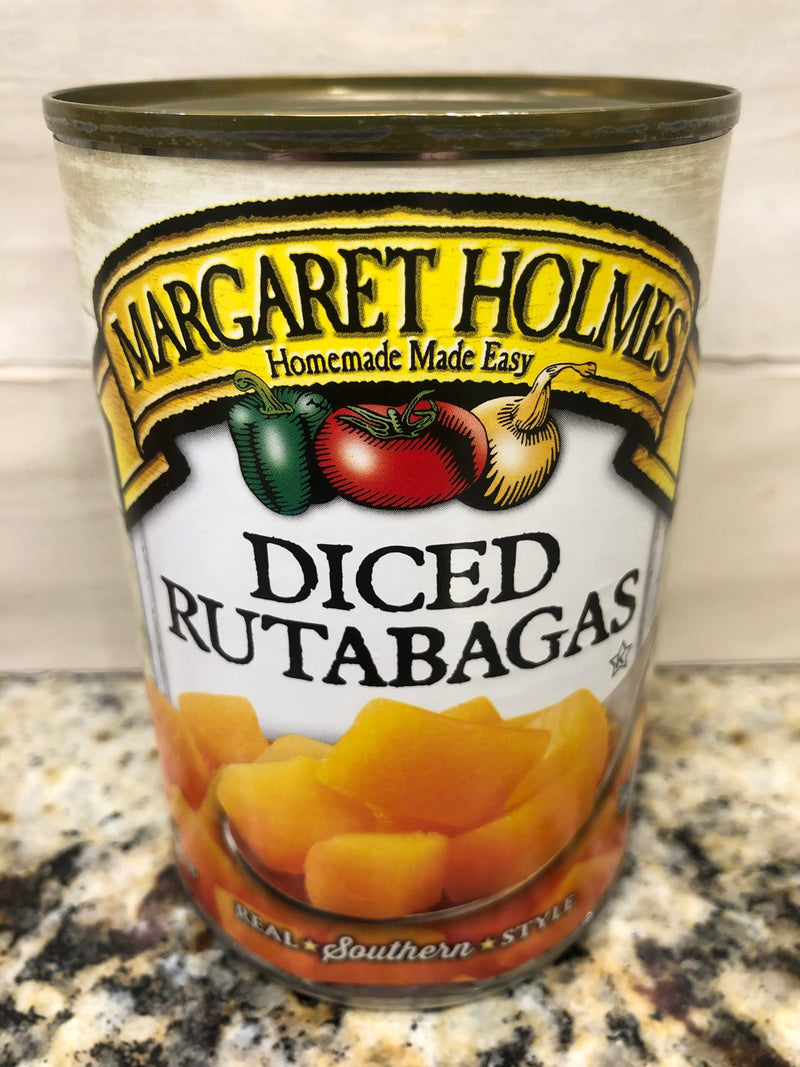 MARGARET HOLMES
Homemade Made Easy
DICED
RUTABAGAS
K
REAL ★ Southern ★ STYLE